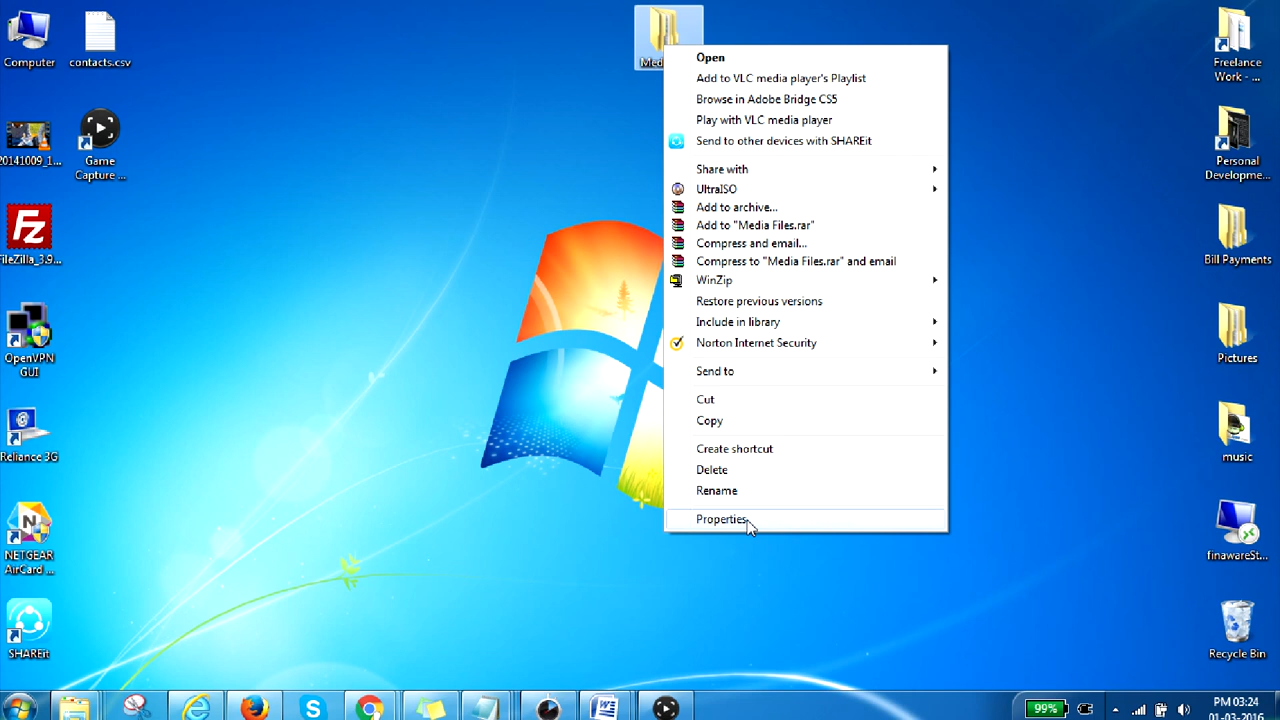 Computer
contacts.csv
20141009_1...
Game
Capture ...
FileZilla_3.9...
OpenVPN
GUI
Reliance 3G
NETGEAR
AirCard ...
SHAREit
Open
Add to VLC media player's Playlist
Browse in Adobe Bridge CS5
Play with VLC media player
Send to other devices with SHAREit
Share with
UltraISO
Add to archive...
Add to "Media Files.rar"
Compress and email...
Compress to "Media Files.rar" and email
WinZip
Restore previous versions
Include in library
Norton Internet Security
Send to
Cut
Copy
Create shortcut
Delete
Rename
Properties
Freelance
Work - ...
Personal
Developme...
Bill Payments
Pictures
music
finawareSt...
Recycle Bin
99%
PM 03:24
01-03-2016